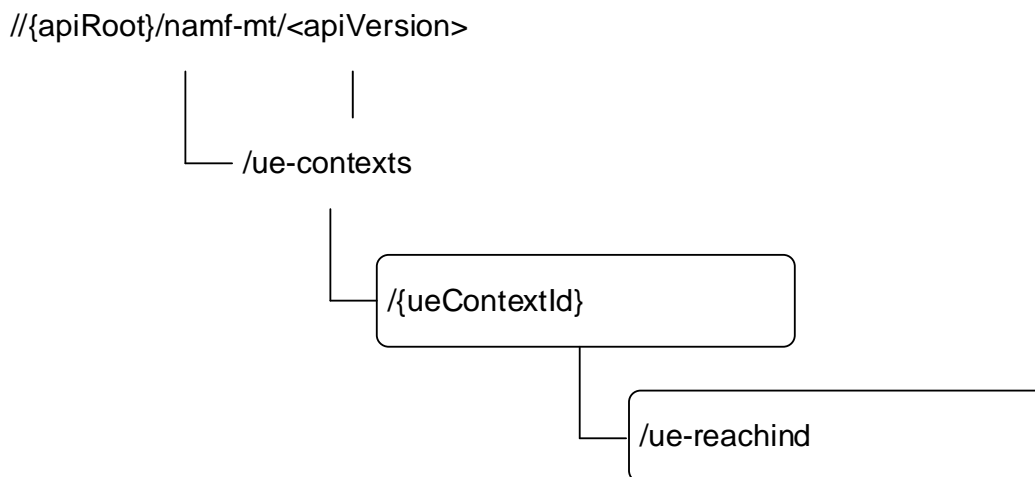 //{apiRoot}/namf-mt/<apiVersion>
/ue-contexts
/{ueContextId}
/ue-reachind